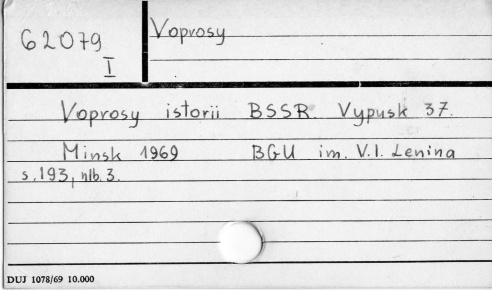 62079
I
Voprosy
Voprosy istorii BSSR. Vypusk 37.
Minsk 1969 BGU im. V.I. Lenina
s.193, nlb. 3.
DUJ 1078/69 10.000